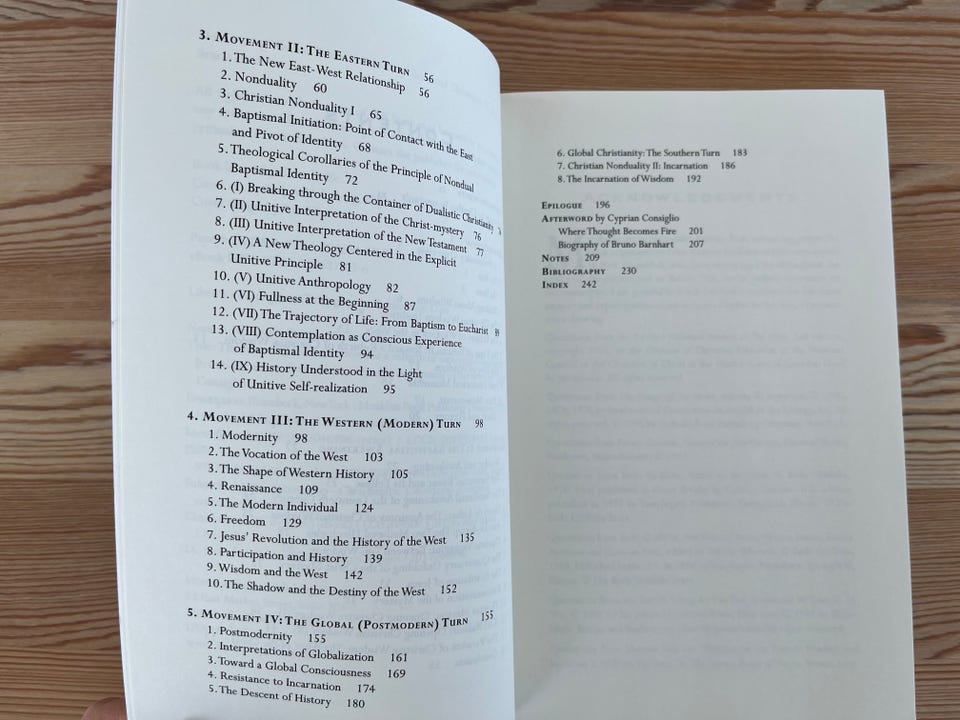 3. Movement II: The Eastern Turn 56
1. The New East-West Relationship 56
2. Nonduality 60
3. Christian Nonduality I 65
4. Baptismal Initiation: Point of Contact with the East
and Pivot of Identity 68
5. Theological Corollaries of the Principle of Nondual
Baptismal Identity 72
6. (I) Breaking through the Container of Dualistic Christianity
7. (II) Unitive Interpretation of the Christ-mystery 76
8. (III) Unitive Interpretation of the New Testament 77
9. (IV) A New Theology Centered in the Explicit
Unitive Principle 81
10. (V) Unitive Anthropology 82
11. (VI) Fullness at the Beginning 87
12. (VII) The Trajectory of Life: From Baptism to Eucharist
13. (VIII) Contemplation as Conscious Experience
of Baptismal Identity 94
14. (IX) History Understood in the Light
of Unitive Self-realization 95
4. Movement III: The Western (Modern) Turn 98
1. Modernity 98
2. The Vocation of the West 103
3. The Shape of Western History 105
4. Renaissance 109
5. The Modern Individual 124
6. Freedom 129
7. Jesus' Revolution and the History of the West 135
8. Participation and History 139
9. Wisdom and the West 142
10. The Shadow and the Destiny of the West 152
5. Movement IV: The Global (Postmodern) Turn 155
1. Postmodernity 155
2. Interpretations of Globalization 161
3. Toward a Global Consciousness 169
4. Resistance to Incarnation 174
5. The Descent of History 180
6. Global Christianity: The Southern Turn 183
7. Christian Nonduality II: Incarnation 186
8. The Incarnation of Wisdom 192
Epilogue 196
Afterword by Cyprian Consiglio
Where Thought Becomes Fire 201
Biography of Bruno Barnhart 207
Notes 209
Bibliography 230
Index 242